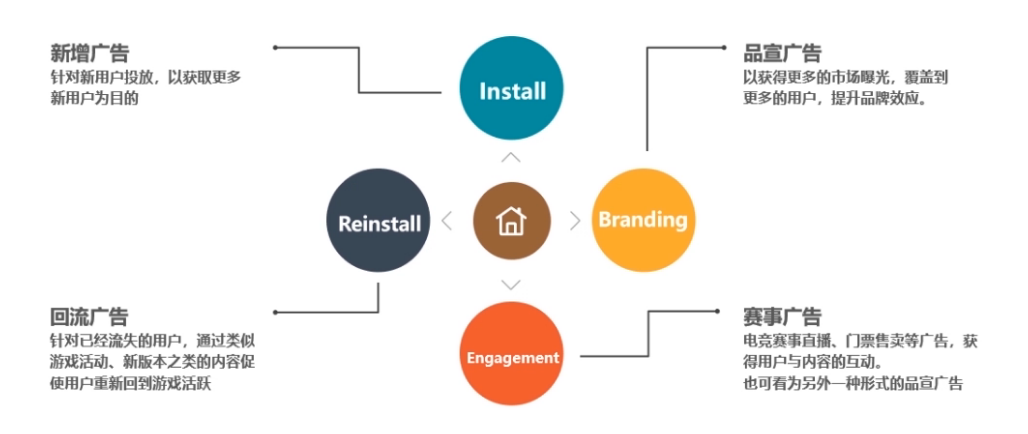 新增广告
针对新用户投放，以获取更多
新用户为目的
Install
品宣广告
以获得更多的市场曝光，覆盖到
更多的用户，提升品牌效应。
Reinstall
Branding
回流广告
针对已经流失的用户，通过类似
游戏活动、新版本之类的内容促
使用户重新回到游戏活跃
Engagement
赛事广告
电竞赛事直播、门票售卖等广告，获
得用户与内容的互动。
也可看为另外一种形式的品宣广告